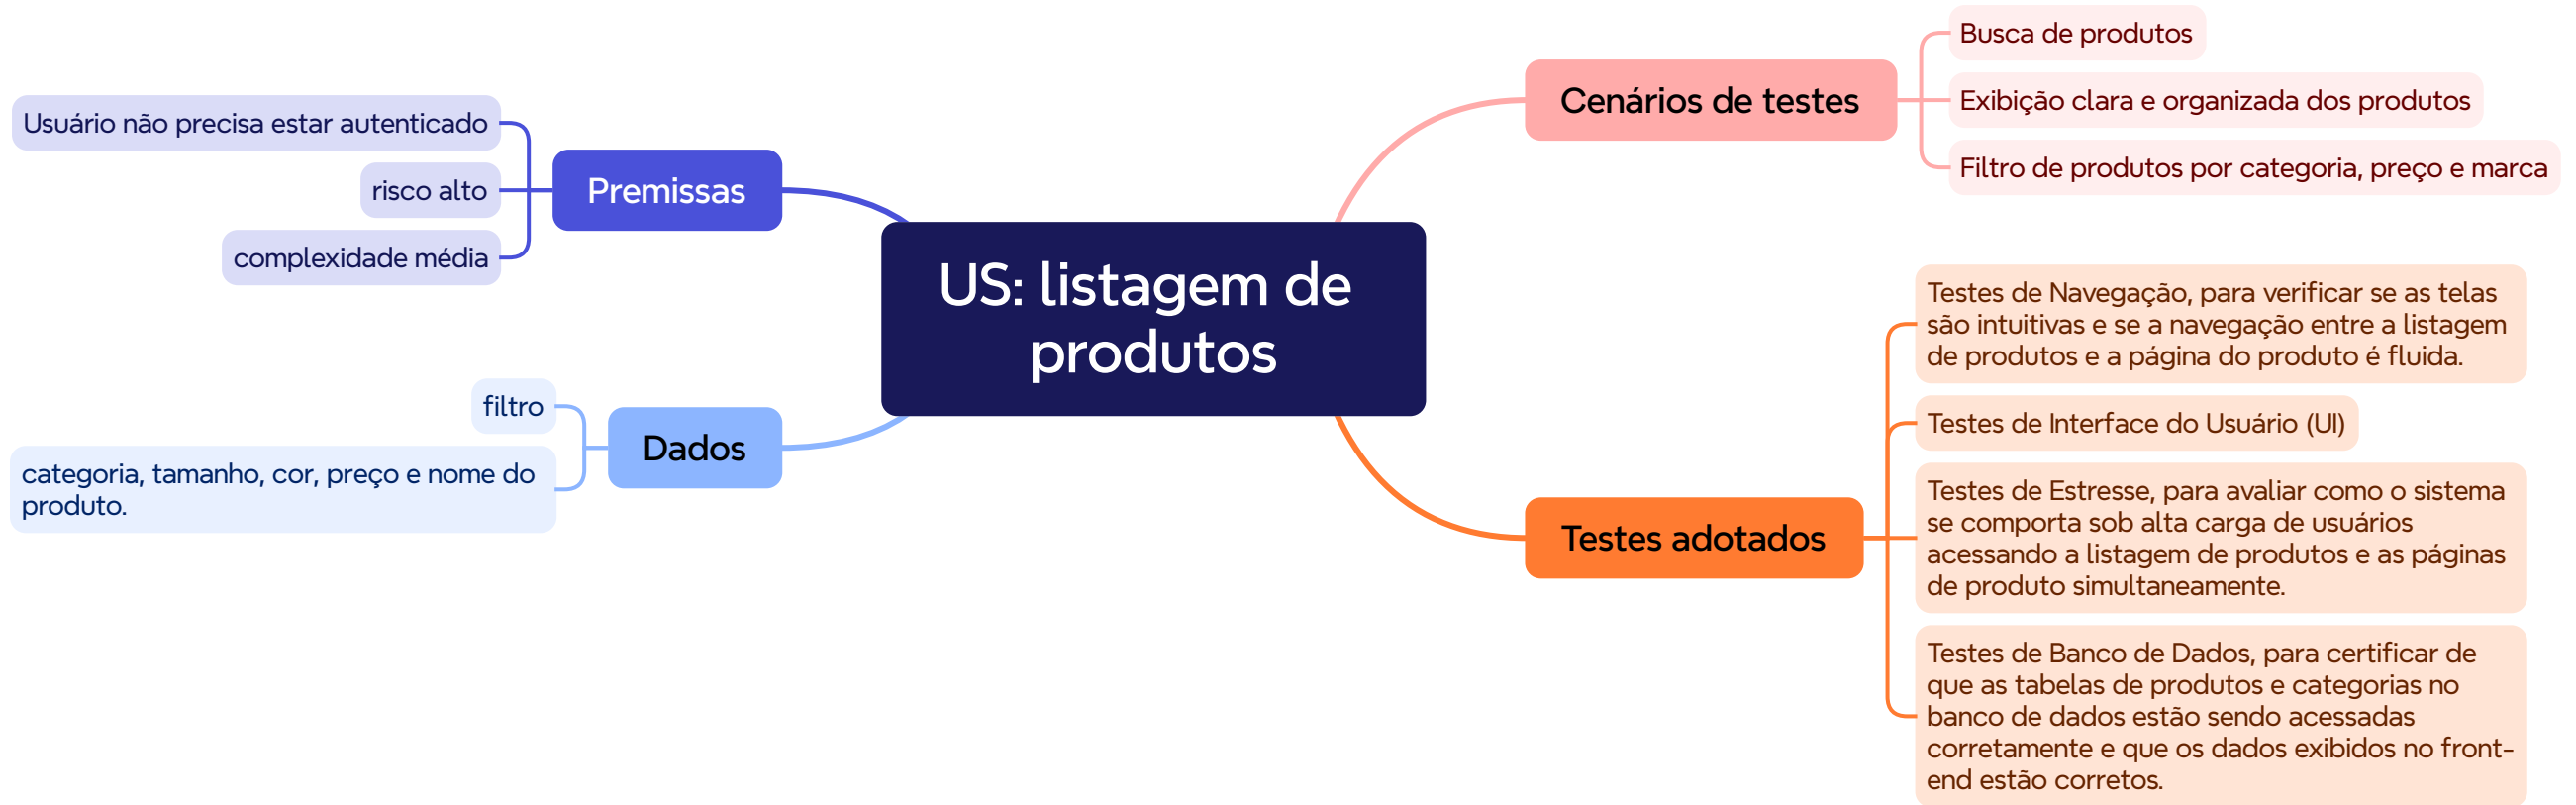 US: listagem de
produtos
Premissas
Usuário não precisa estar autenticado
risco alto
complexidade média
Dados
filtro
categoria, tamanho, cor, preço e nome do
produto.
Cenários de testes
Busca de produtos
Exibição clara e organizada dos produtos
Filtro de produtos por categoria, preço e marca
Testes adotados
Testes de Navegação, para verificar se as telas
são intuitivas e se a navegação entre a listagem
de produtos e a página do produto é fluida.
Testes de Interface do Usuário (UI)
Testes de Estresse, para avaliar como o sistema
se comporta sob alta carga de usuários
acessando a listagem de produtos e as páginas
de produto simultaneamente.
Testes de Banco de Dados, para certificar de
que as tabelas de produtos e categorias no
banco de dados estão sendo acessadas
corretamente e que os dados exibidos no front-
end estão corretos.